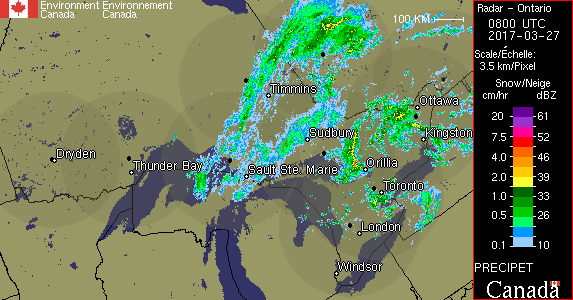 Environment Environnement
Canada Canada
100 KM
Timmins
Ottawa
Sudbury
Kingston
Dryden
Thunder Bay
Sault Ste. Marie
Orillia
Toronto
London
Windsor
Radar – Ontario
0800 UTC
2017-03-27
Scale/Échelle:
3.5 km/Pixel
Snow/Neige
cm/hr dBZ
20 61
7.5 52
4.0 46
2.0 39
1.0 33
0.5 26
0.1 10
PRECIPET
Canada